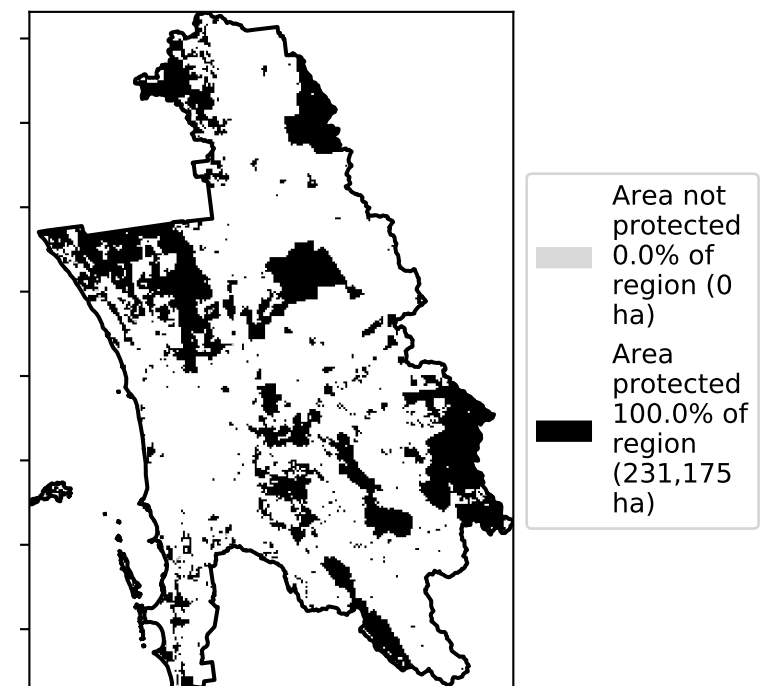 Area not
protected
0.0% of
region (0
ha)
Area
protected
100.0% of
region
(231,175
ha)